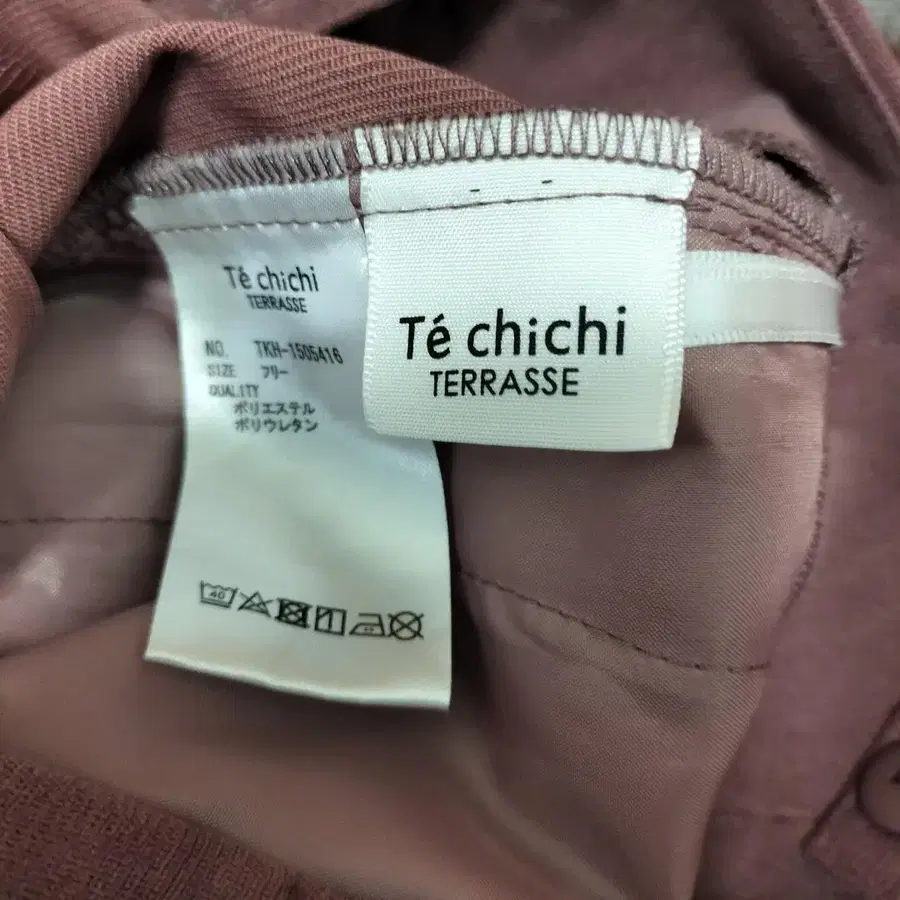 Té chichi
TERRASSE
NO. TKH-1505416
SIZE フリー
QUALITY
ポリエステル
ポリウレタン
40
Té chichi
TERRASSE